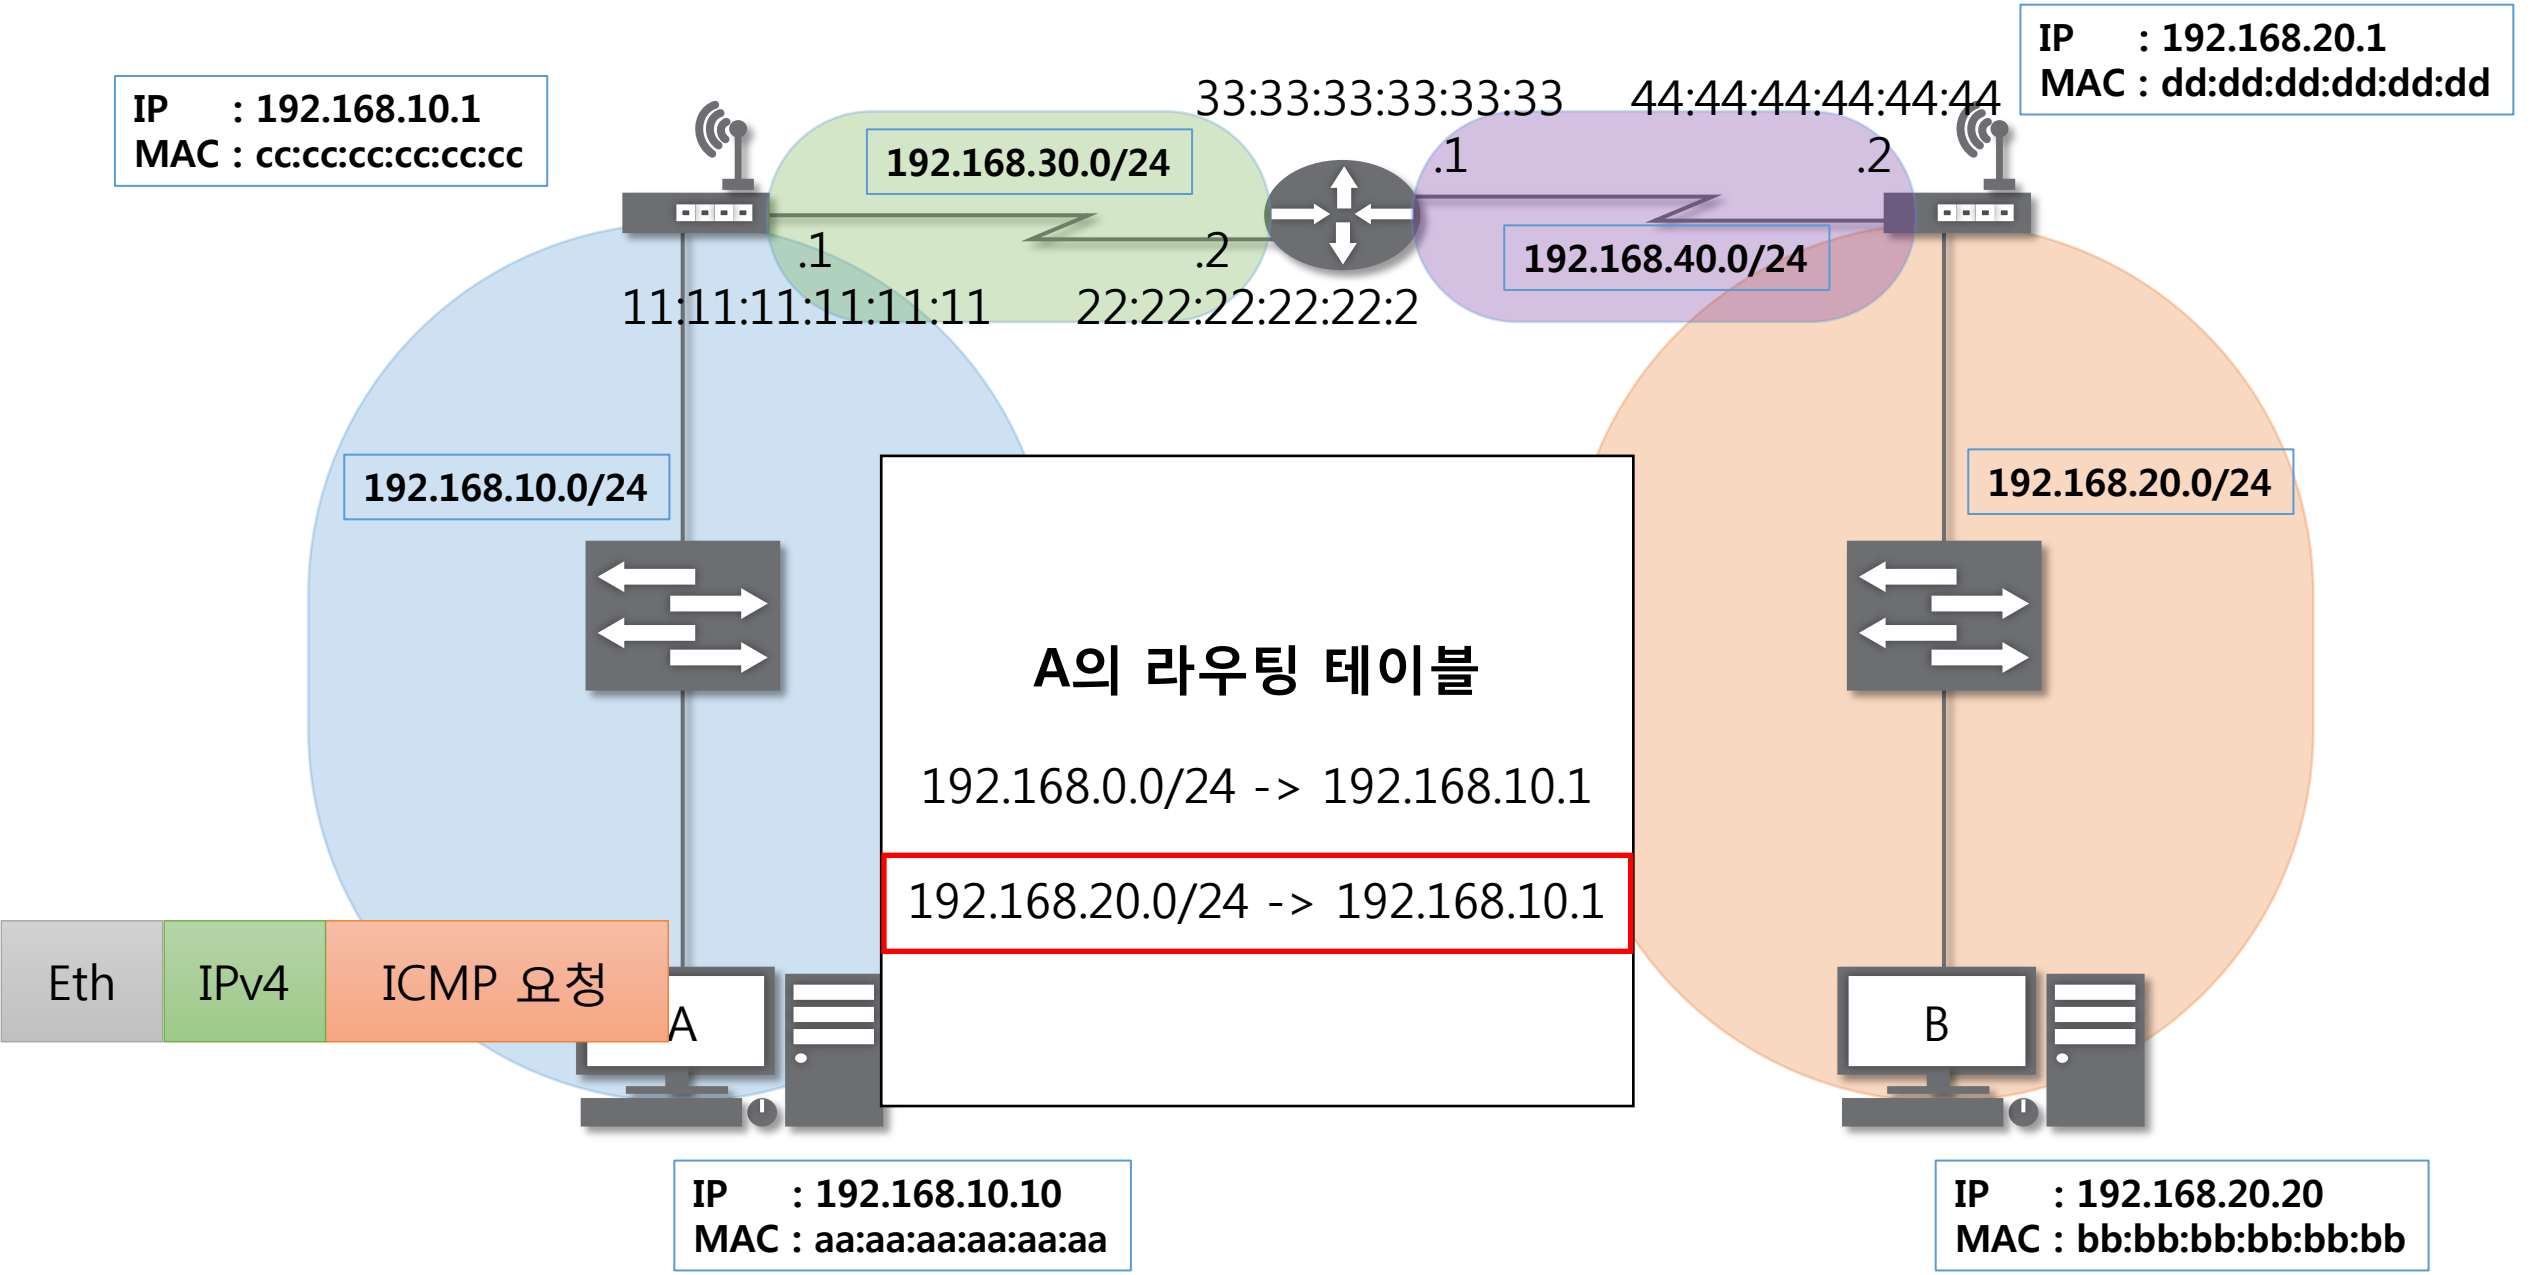 IP : 192.168.20.1
MAC : dd:dd:dd:dd:dd:dd
IP : 192.168.10.1
MAC : cc:cc:cc:cc:cc:cc
33:33:33:33:33:33
44:44:44:44:44:44
192.168.30.0/24
.1
.2
.1
.2
192.168.40.0/24
11:11:11:11:11:11
22:22:22:22:22:2
192.168.10.0/24
192.168.20.0/24
A의 라우팅 테이블
192.168.0.0/24 -> 192.168.10.1
192.168.20.0/24 -> 192.168.10.1
Eth
IPv4
ICMP 요청
A
B
IP : 192.168.10.10
MAC : aa:aa:aa:aa:aa:aa
IP : 192.168.20.20
MAC : bb:bb:bb:bb:bb:bb